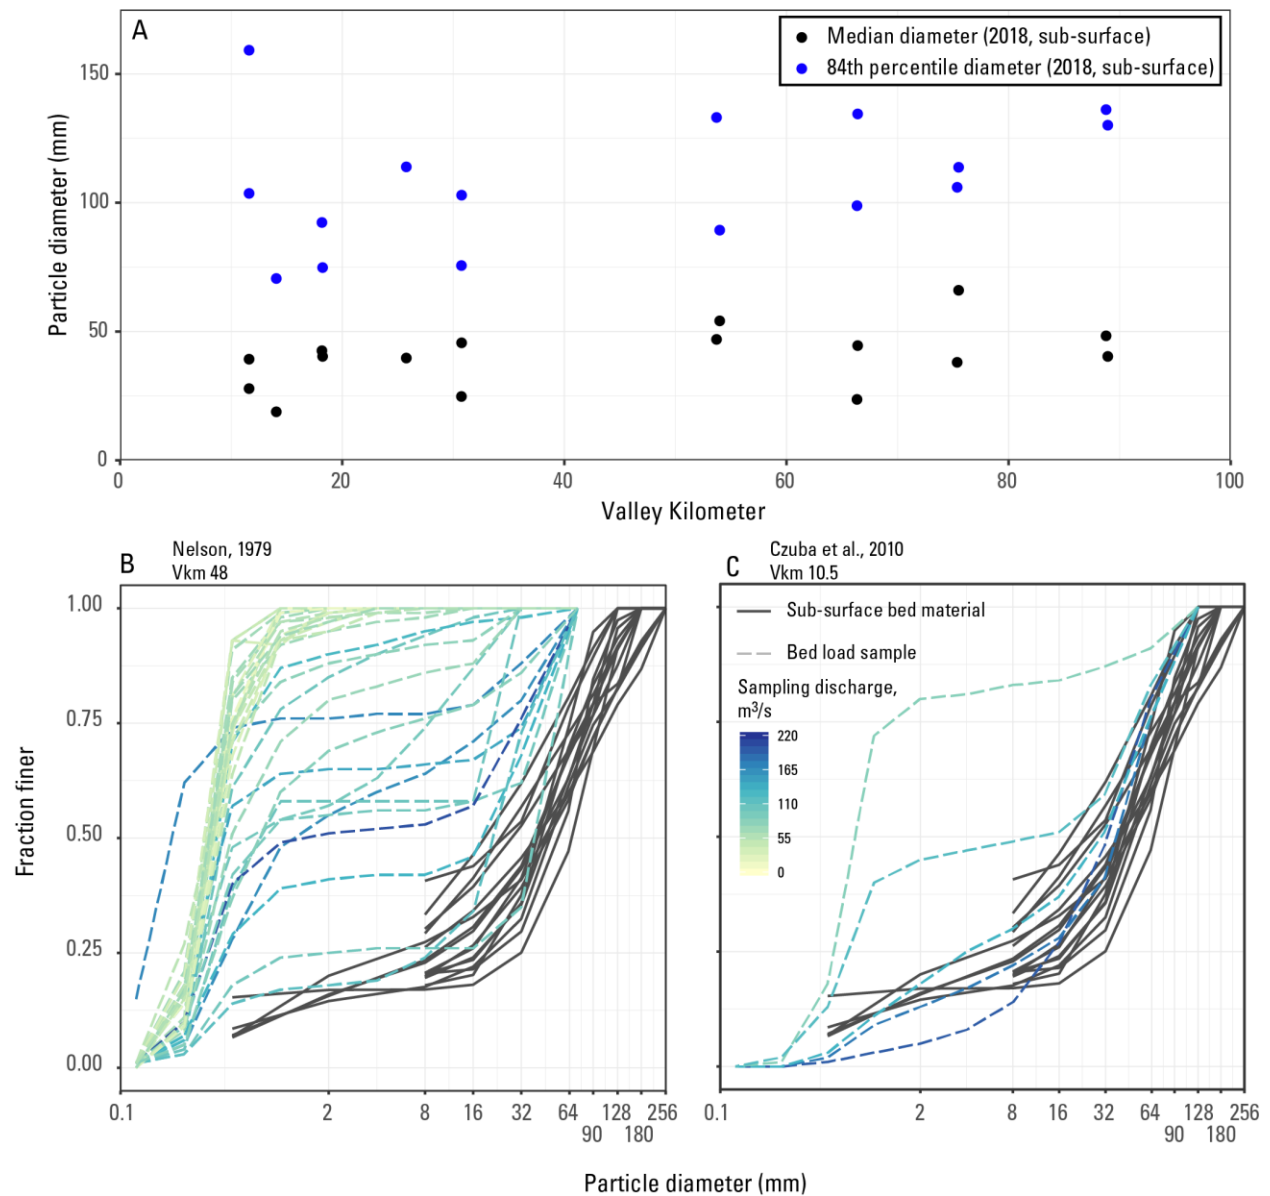 A
Median diameter (2018, sub-surface)
84th percentile diameter (2018, sub-surface)
Particle diameter (mm)
150
100
50
0
0 20 40 60 80 100
Valley Kilometer
B
Nelson, 1979
Vkm 48
C
Czuba et al., 2010
Vkm 10.5
Fraction finer
1.00
0.75
0.50
0.25
0.00
Sub-surface bed material
Bed load sample
Sampling discharge,
m³/s
220
165
110
55
0
0.1 2 8 16 32 64 128 256
90 180
0.1 2 8 16 32 64 128 256
90 180
Particle diameter (mm)